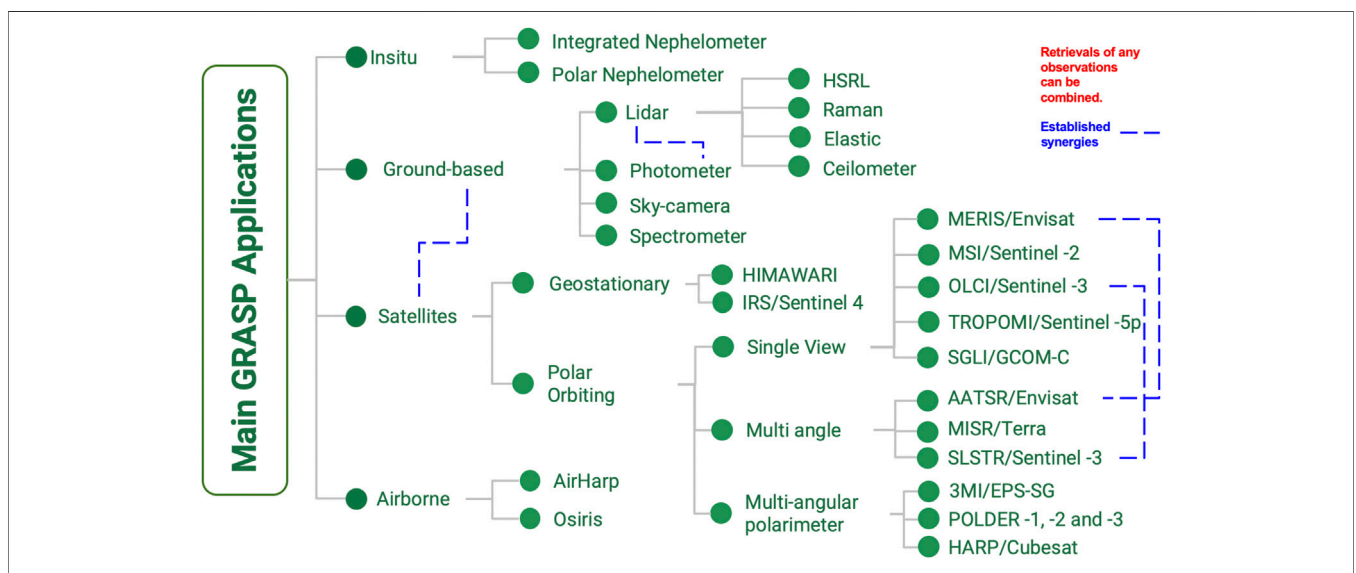 Main GRASP Applications
Insitu
Integrated Nephelometer
Polar Nephelometer
Ground-based
Lidar
HSRL
Raman
Elastic
Ceilometer
Photometer
Sky-camera
Spectrometer
Satellites
Geostationary
HIMAWARI
IRS/Sentinel 4
Polar
Orbiting
Single View
MERIS/Envisat
MSI/Sentinel -2
OLCI/Sentinel -3
TROPOMI/Sentinel -5p
SGLI/GCOM-C
Multi angle
AATSR/Envisat
MISR/Terra
SLSTR/Sentinel -3
Multi-angular
polarimeter
3MI/EPS-SG
POLDER -1, -2 and -3
HARP/Cubesat
Airborne
AirHarp
Osiris
Retrievals of any
observations
can be
combined.
Established
synergies